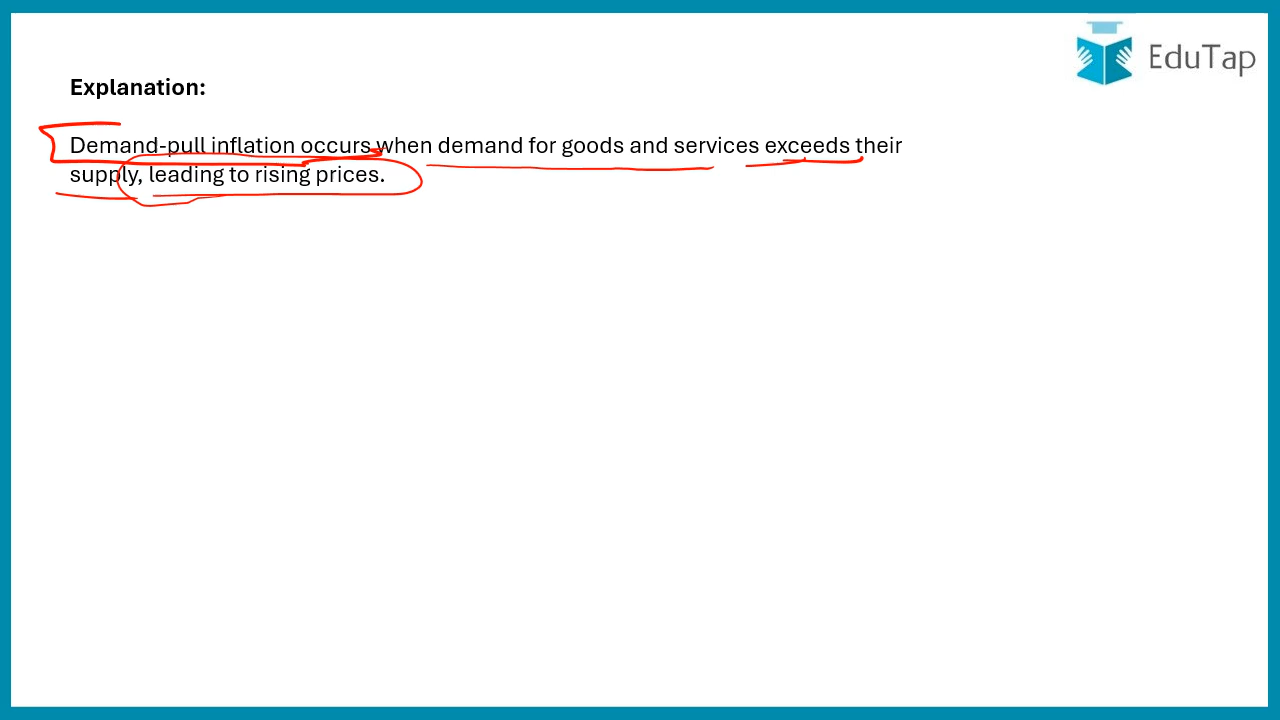 EduTap
Explanation:
Demand-pull inflation occurs when demand for goods and services exceeds their
supply, leading to rising prices.